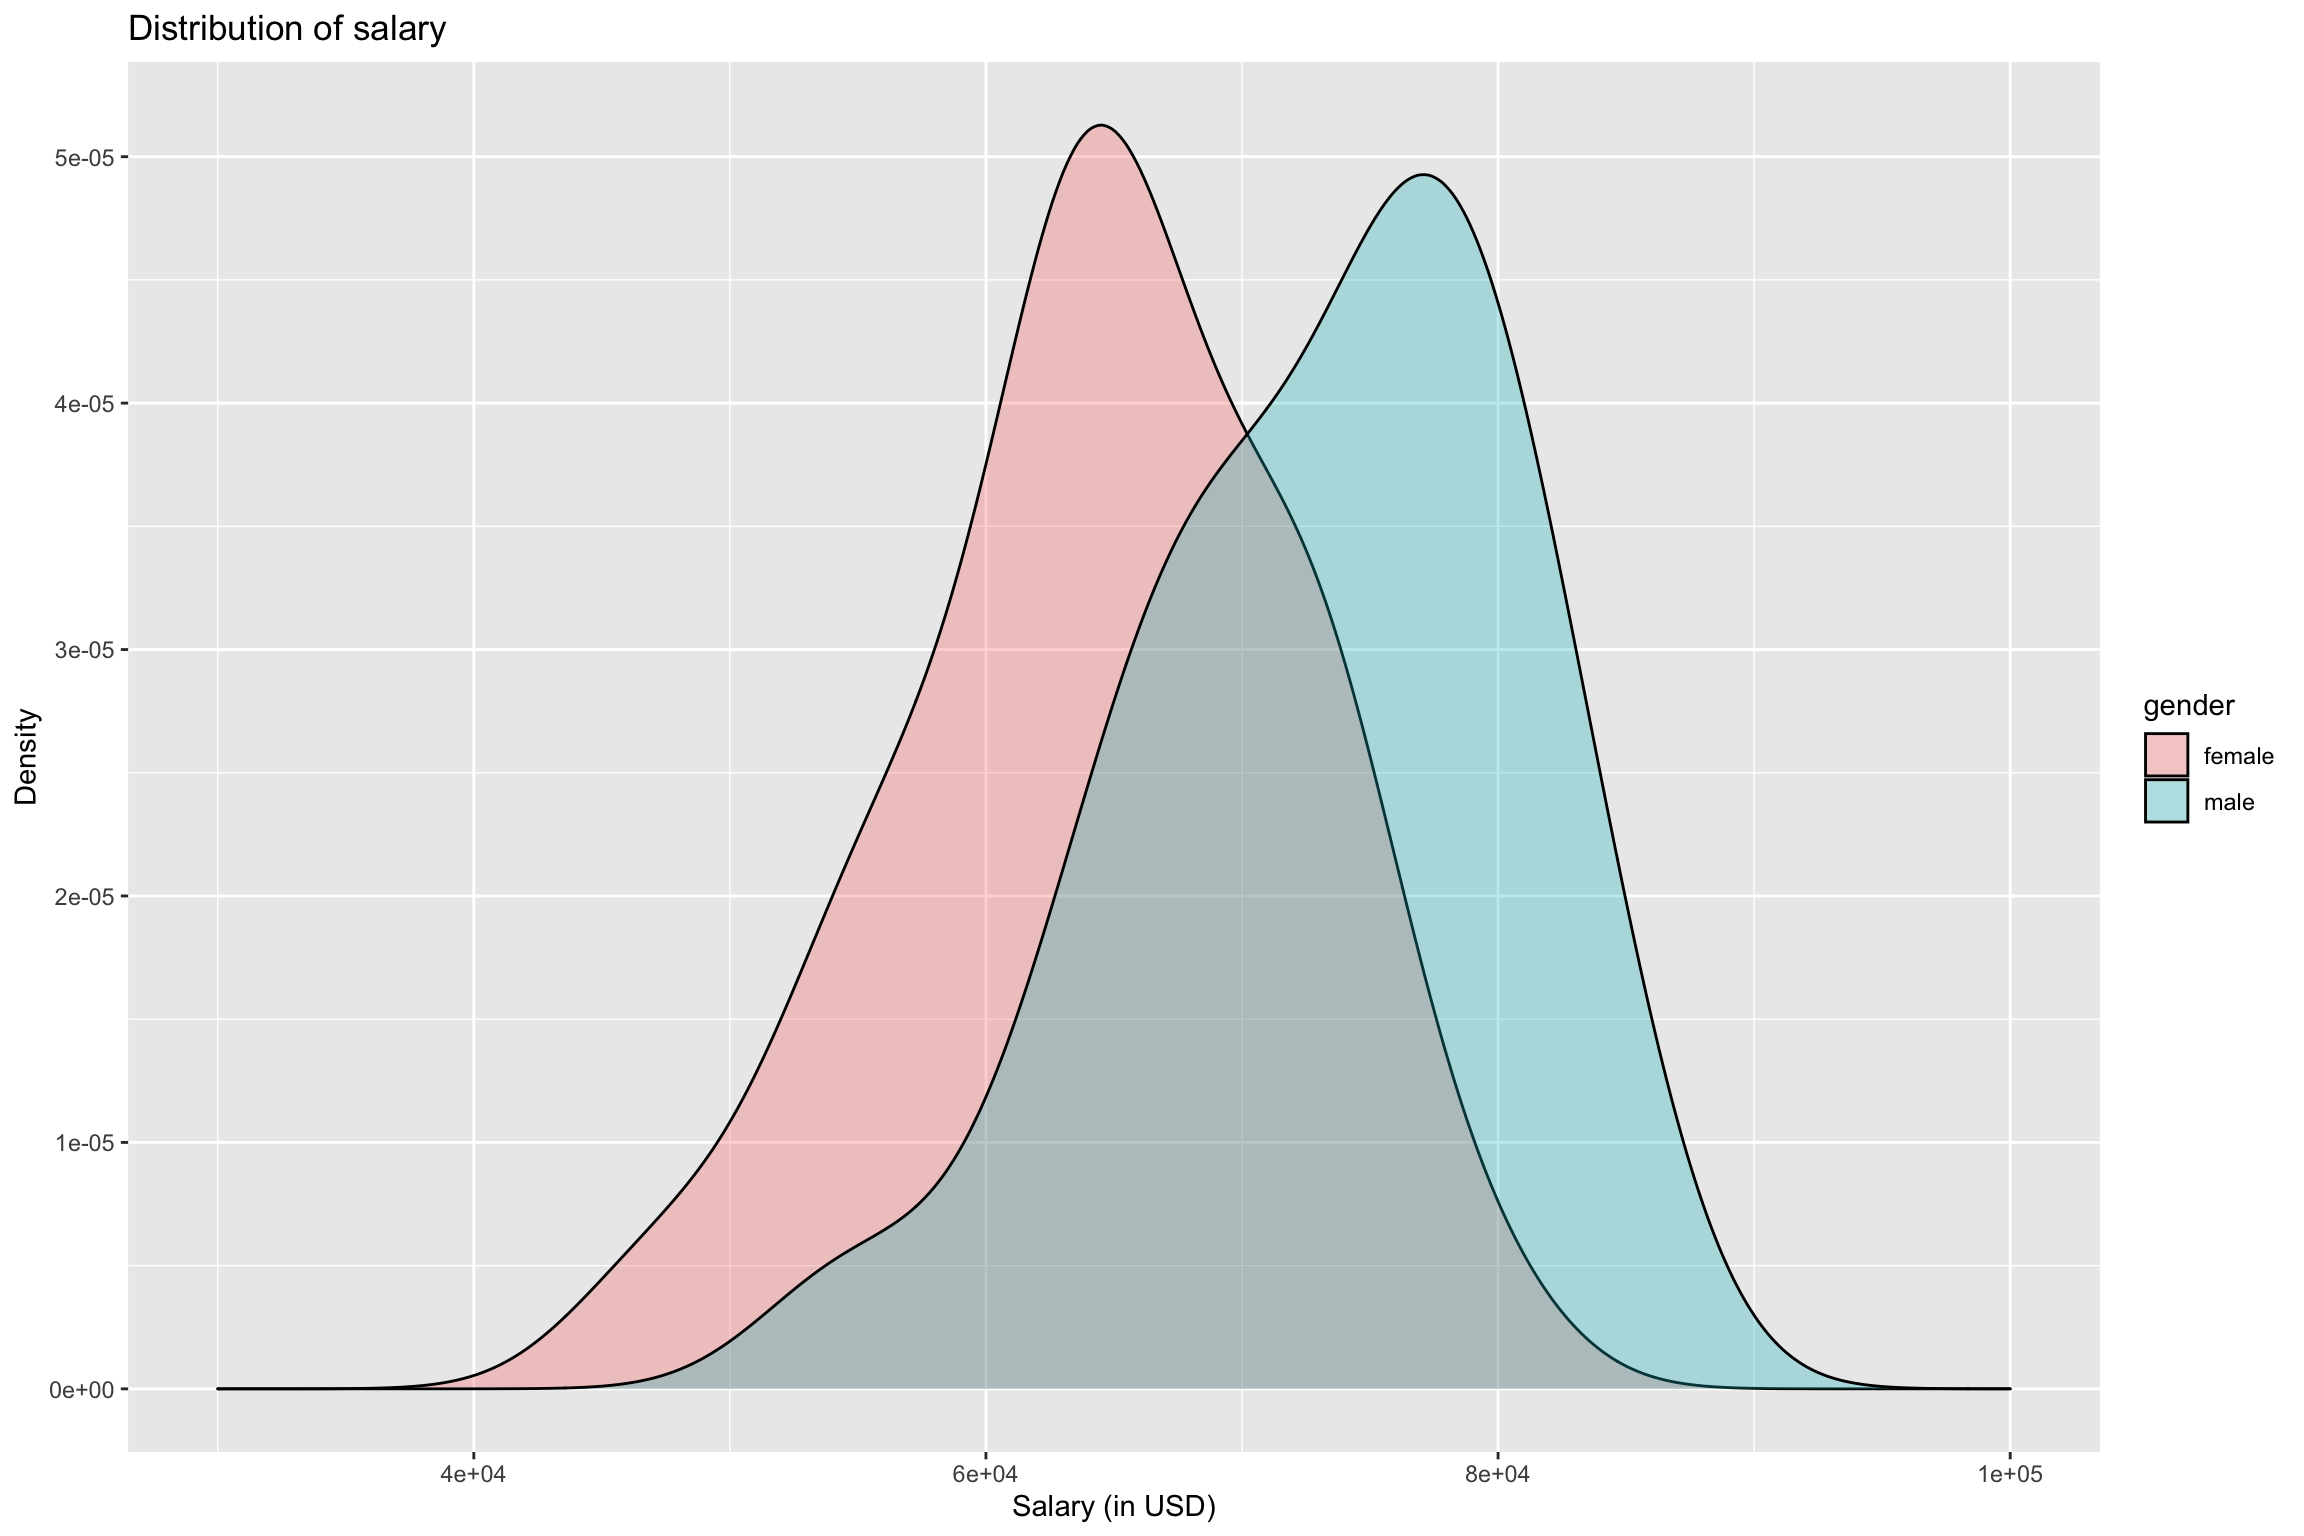 Distribution of salary
5e-05
4e-05
3e-05
2e-05
1e-05
0e+00
Density
4e+04 6e+04 8e+04 1e+05
Salary (in USD)
gender
female
male